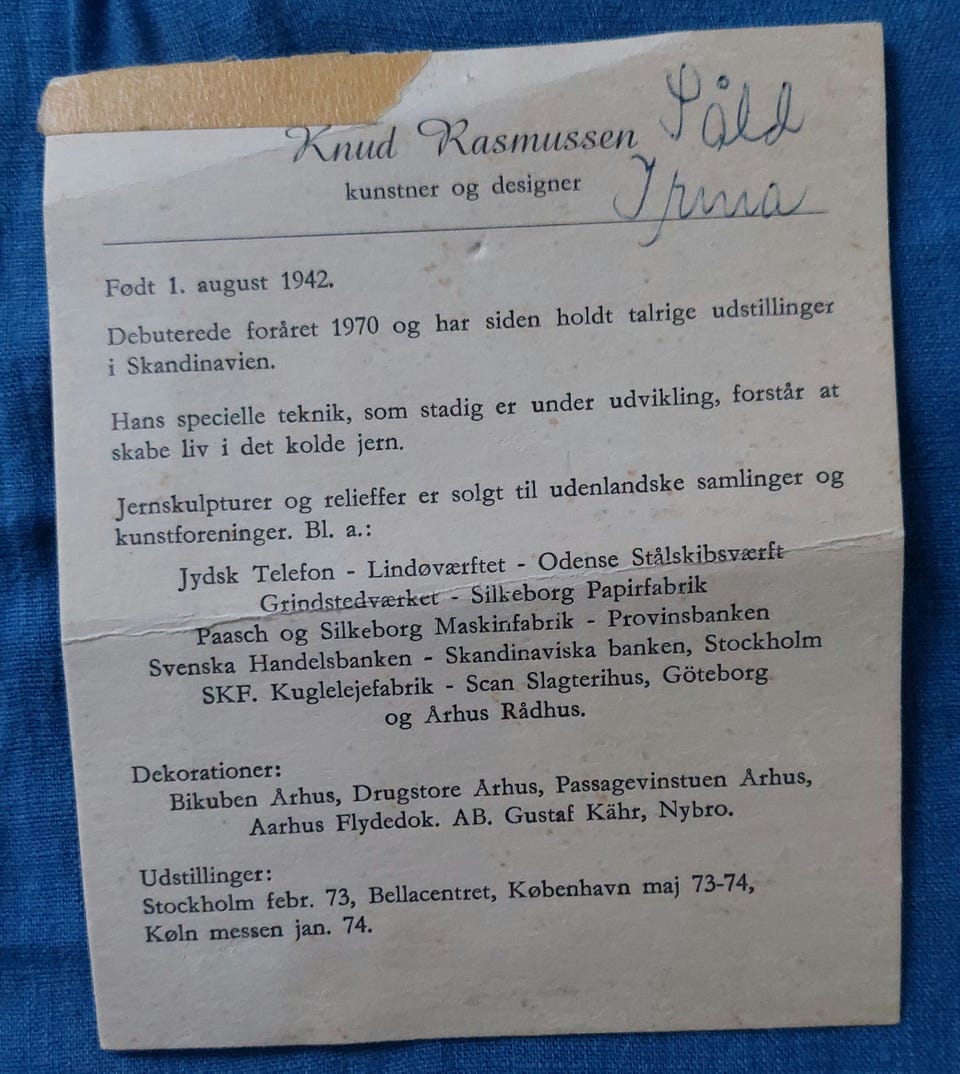 Knud Rasmussen Såld
kunstner og designer Irma
Født 1. august 1942.
Debuterede foråret 1970 og har siden holdt talrige udstillinger
i Skandinavien.
Hans specielle teknik, som stadig er under udvikling, forstår at
skabe liv i det kolde jern.
Jernskulpturer og relieffer er solgt til udenlandske samlinger og
kunstforeninger. Bl. a.:
Jydsk Telefon - Lindøværftet - Odense Stålskibsværft
Grindstedværket - Silkeborg Papirfabrik
Paasch og Silkeborg Maskinfabrik - Provinsbanken
Svenska Handelsbanken - Skandinaviska banken, Stockholm
SKF. Kuglelejefabrik - Scan Slagterihus, Göteborg
og Århus Rådhus.
Dekorationer:
Bikuben Århus, Drugstore Århus, Passagevinstuen Århus,
Aarhus Flydedok. AB. Gustaf Kähr, Nybro.
Udstillinger:
Stockholm febr. 73, Bellacentret, København maj 73-74,
Køln messen jan. 74.